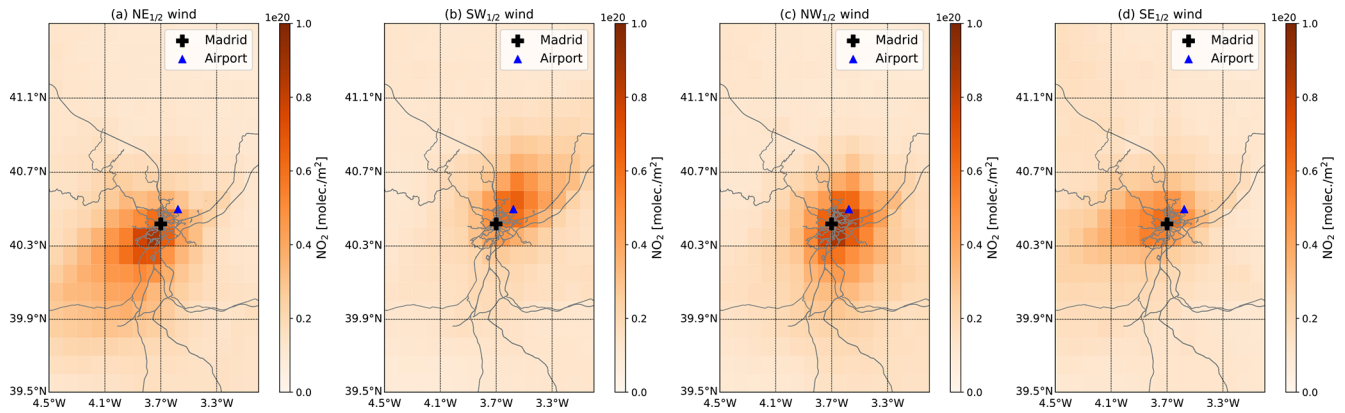 (a) NE1/2 wind
1e20
Madrid
Airport
41.1°N
40.7°N
40.3°N
39.9°N
39.5°N
4.5°W
4.1°W
3.7°W
3.3°W
1.0
0.8
0.6
0.4
0.2
0.0
NO2 [molec./m2]
(b) SW1/2 wind
1e20
Madrid
Airport
41.1°N
40.7°N
40.3°N
39.9°N
39.5°N
4.5°W
4.1°W
3.7°W
3.3°W
1.0
0.8
0.6
0.4
0.2
0.0
NO2 [molec./m2]
(c) NW1/2 wind
1e20
Madrid
Airport
41.1°N
40.7°N
40.3°N
39.9°N
39.5°N
4.5°W
4.1°W
3.7°W
3.3°W
1.0
0.8
0.6
0.4
0.2
0.0
NO2 [molec./m2]
(d) SE1/2 wind
1e20
Madrid
Airport
41.1°N
40.7°N
40.3°N
39.9°N
39.5°N
4.5°W
4.1°W
3.7°W
3.3°W
1.0
0.8
0.6
0.4
0.2
0.0
NO2 [molec./m2]